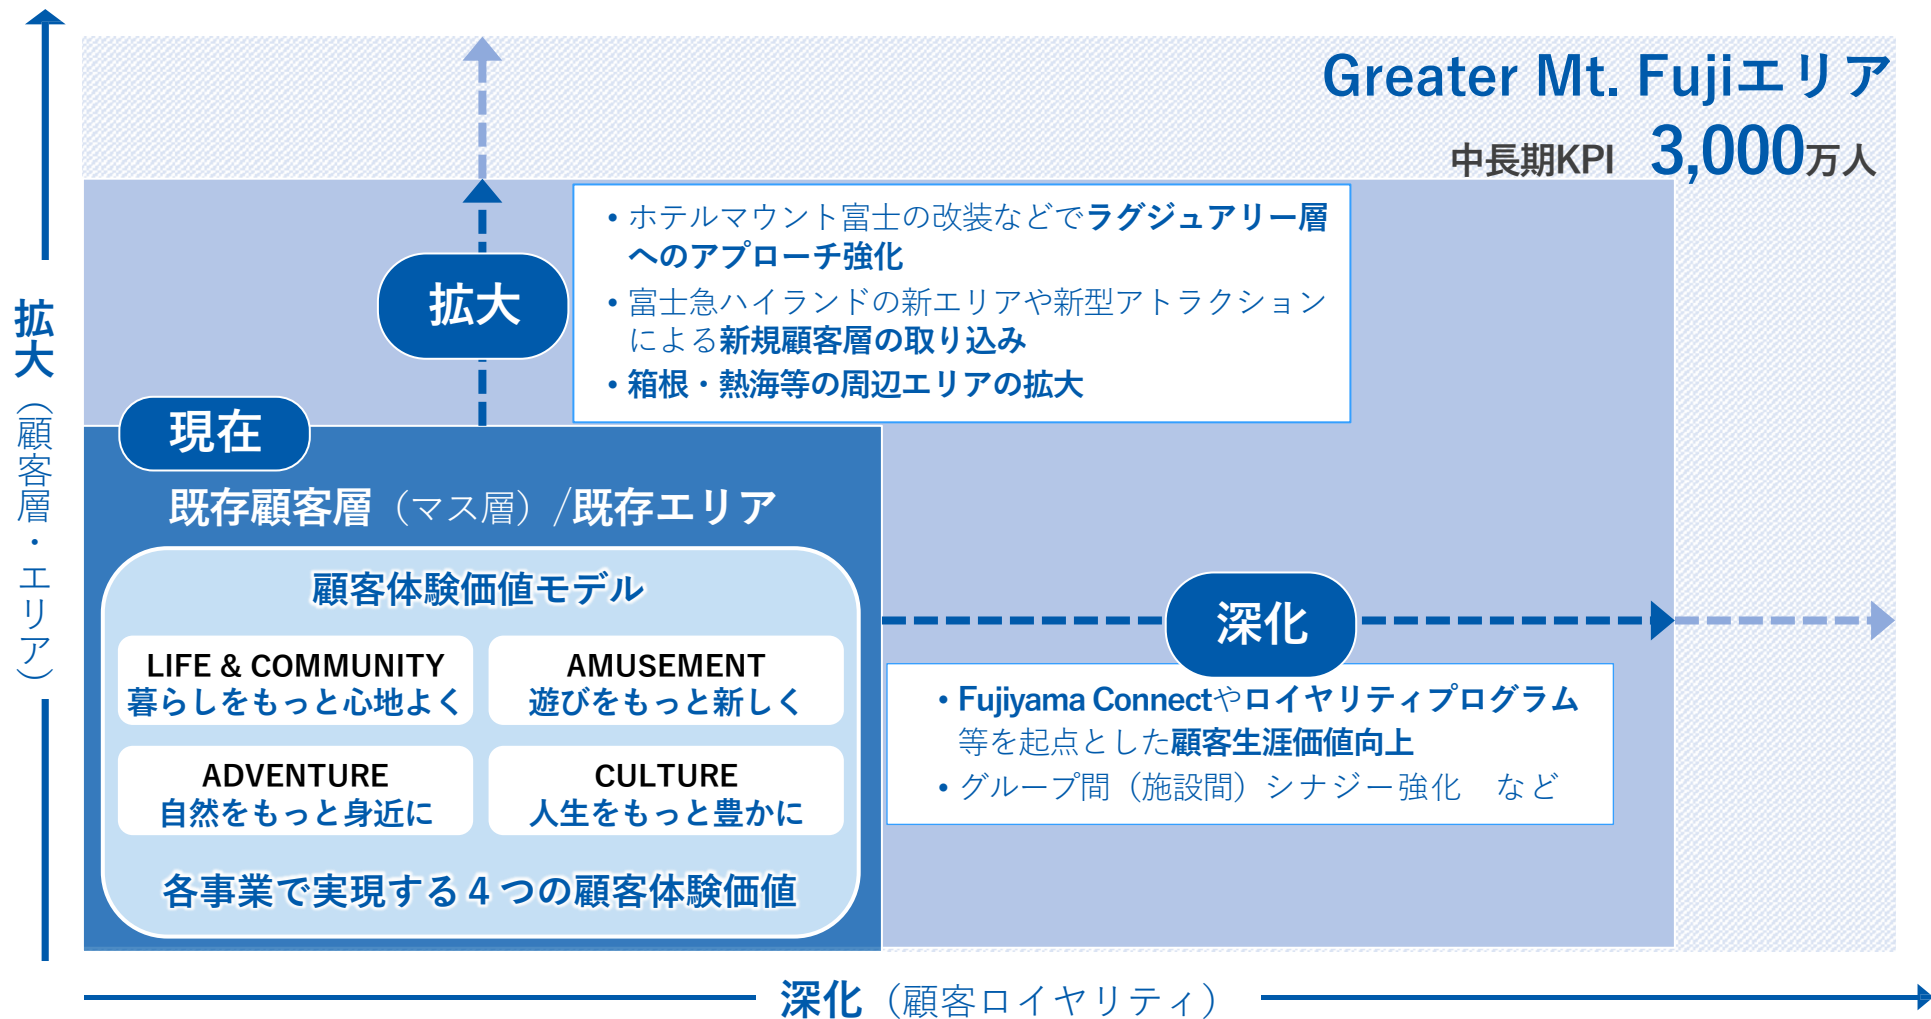 Greater Mt. Fujiエリア
中長期KPI 3,000万人
拡大（顧客層・エリア）
拡大
• ホテルマウント富士の改装などでラグジュアリー層
へのアプローチ強化
• 富士急ハイランドの新エリアや新型アトラクション
による新規顧客層の取り込み
• 箱根・熱海等の周辺エリアの拡大
現在
既存顧客層（マス層）/既存エリア
顧客体験価値モデル
LIFE & COMMUNITY
暮らしをもっと心地よく
AMUSEMENT
遊びをもっと新しく
ADVENTURE
自然をもっと身近に
CULTURE
人生をもっと豊かに
各事業で実現する４つの顧客体験価値
深化
• Fujiyama Connectやロイヤリティプログラム
等を起点とした顧客生涯価値向上
• グループ間（施設間）シナジー強化　など
深化（顧客ロイヤリティ）